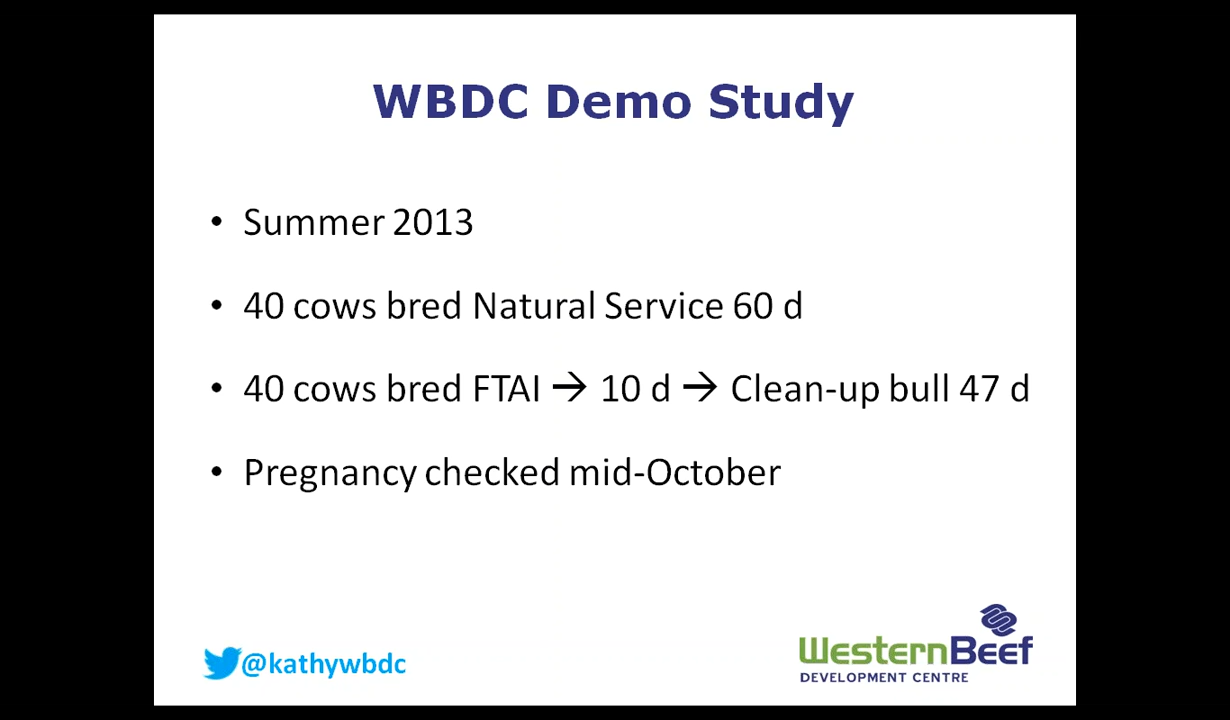 WBDC Demo Study
• Summer 2013
• 40 cows bred Natural Service 60 d
• 40 cows bred FTAI → 10 d → Clean-up bull 47 d
• Pregnancy checked mid-October
@kathywbdc
WesternBeef
DEVELOPMENT CENTRE